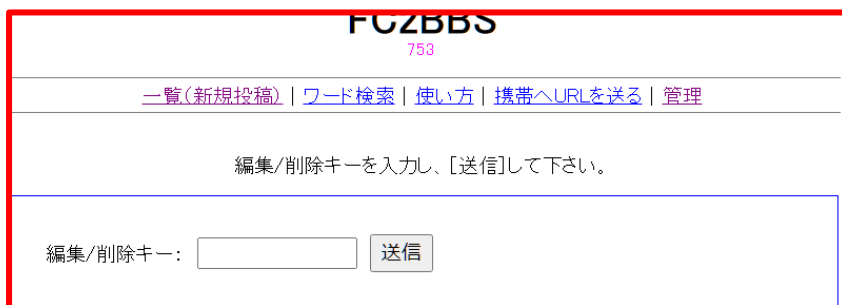 FC2BBS
753
一覧(新規投稿) | ワード検索 | 使い方 | 携帯へURLを送る | 管理
編集/削除キーを入力し、[送信]して下さい。
編集/削除キー: 送信